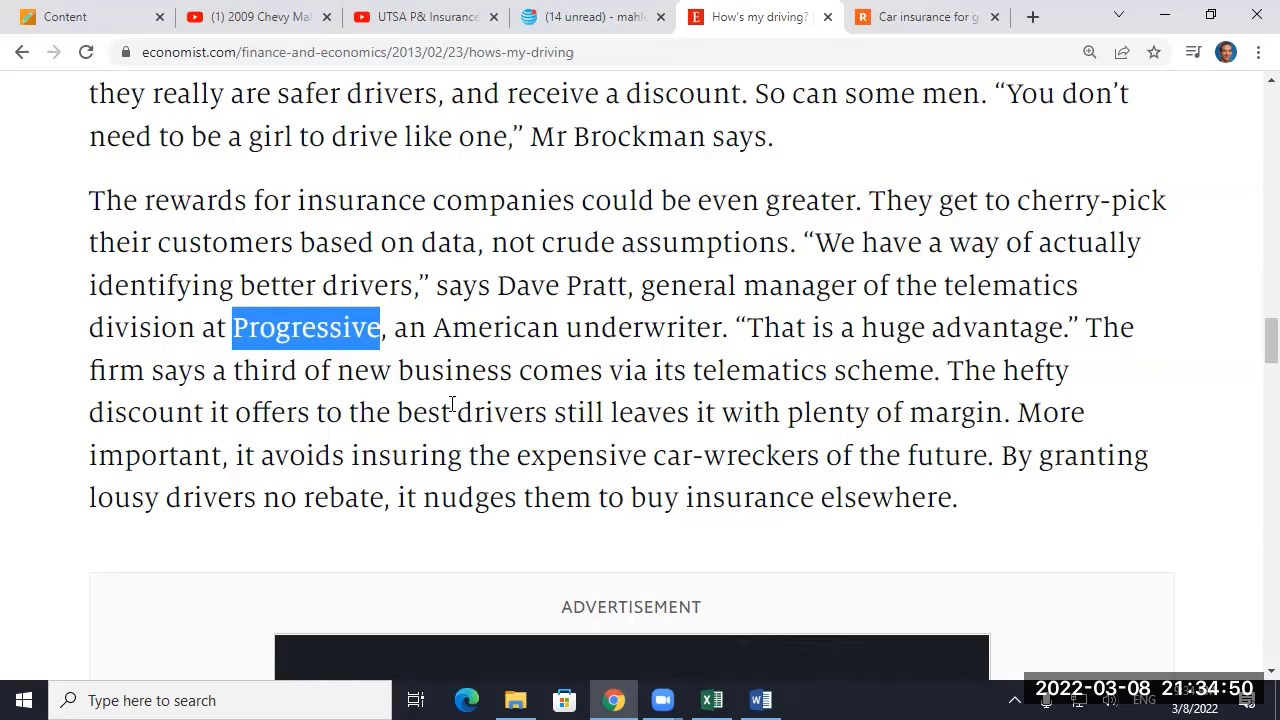 Content
(1) 2009 Chevy Mal
UTSA P&P Insurance
(14 unread) - mahle
How's my driving? |
Car insurance for g
economist.com/finance-and-economics/2013/02/23/hows-my-driving
they really are safer drivers, and receive a discount. So can some men. “You don’t
need to be a girl to drive like one,” Mr Brockman says.
The rewards for insurance companies could be even greater. They get to cherry-pick
their customers based on data, not crude assumptions. “We have a way of actually
identifying better drivers,” says Dave Pratt, general manager of the telematics
division at Progressive, an American underwriter. “That is a huge advantage.” The
firm says a third of new business comes via its telematics scheme. The hefty
discount it offers to the best drivers still leaves it with plenty of margin. More
important, it avoids insuring the expensive car-wreckers of the future. By granting
lousy drivers no rebate, it nudges them to buy insurance elsewhere.
ADVERTISEMENT
Type here to search
2022-03-08 21:34:50
ENG
3/8/2022